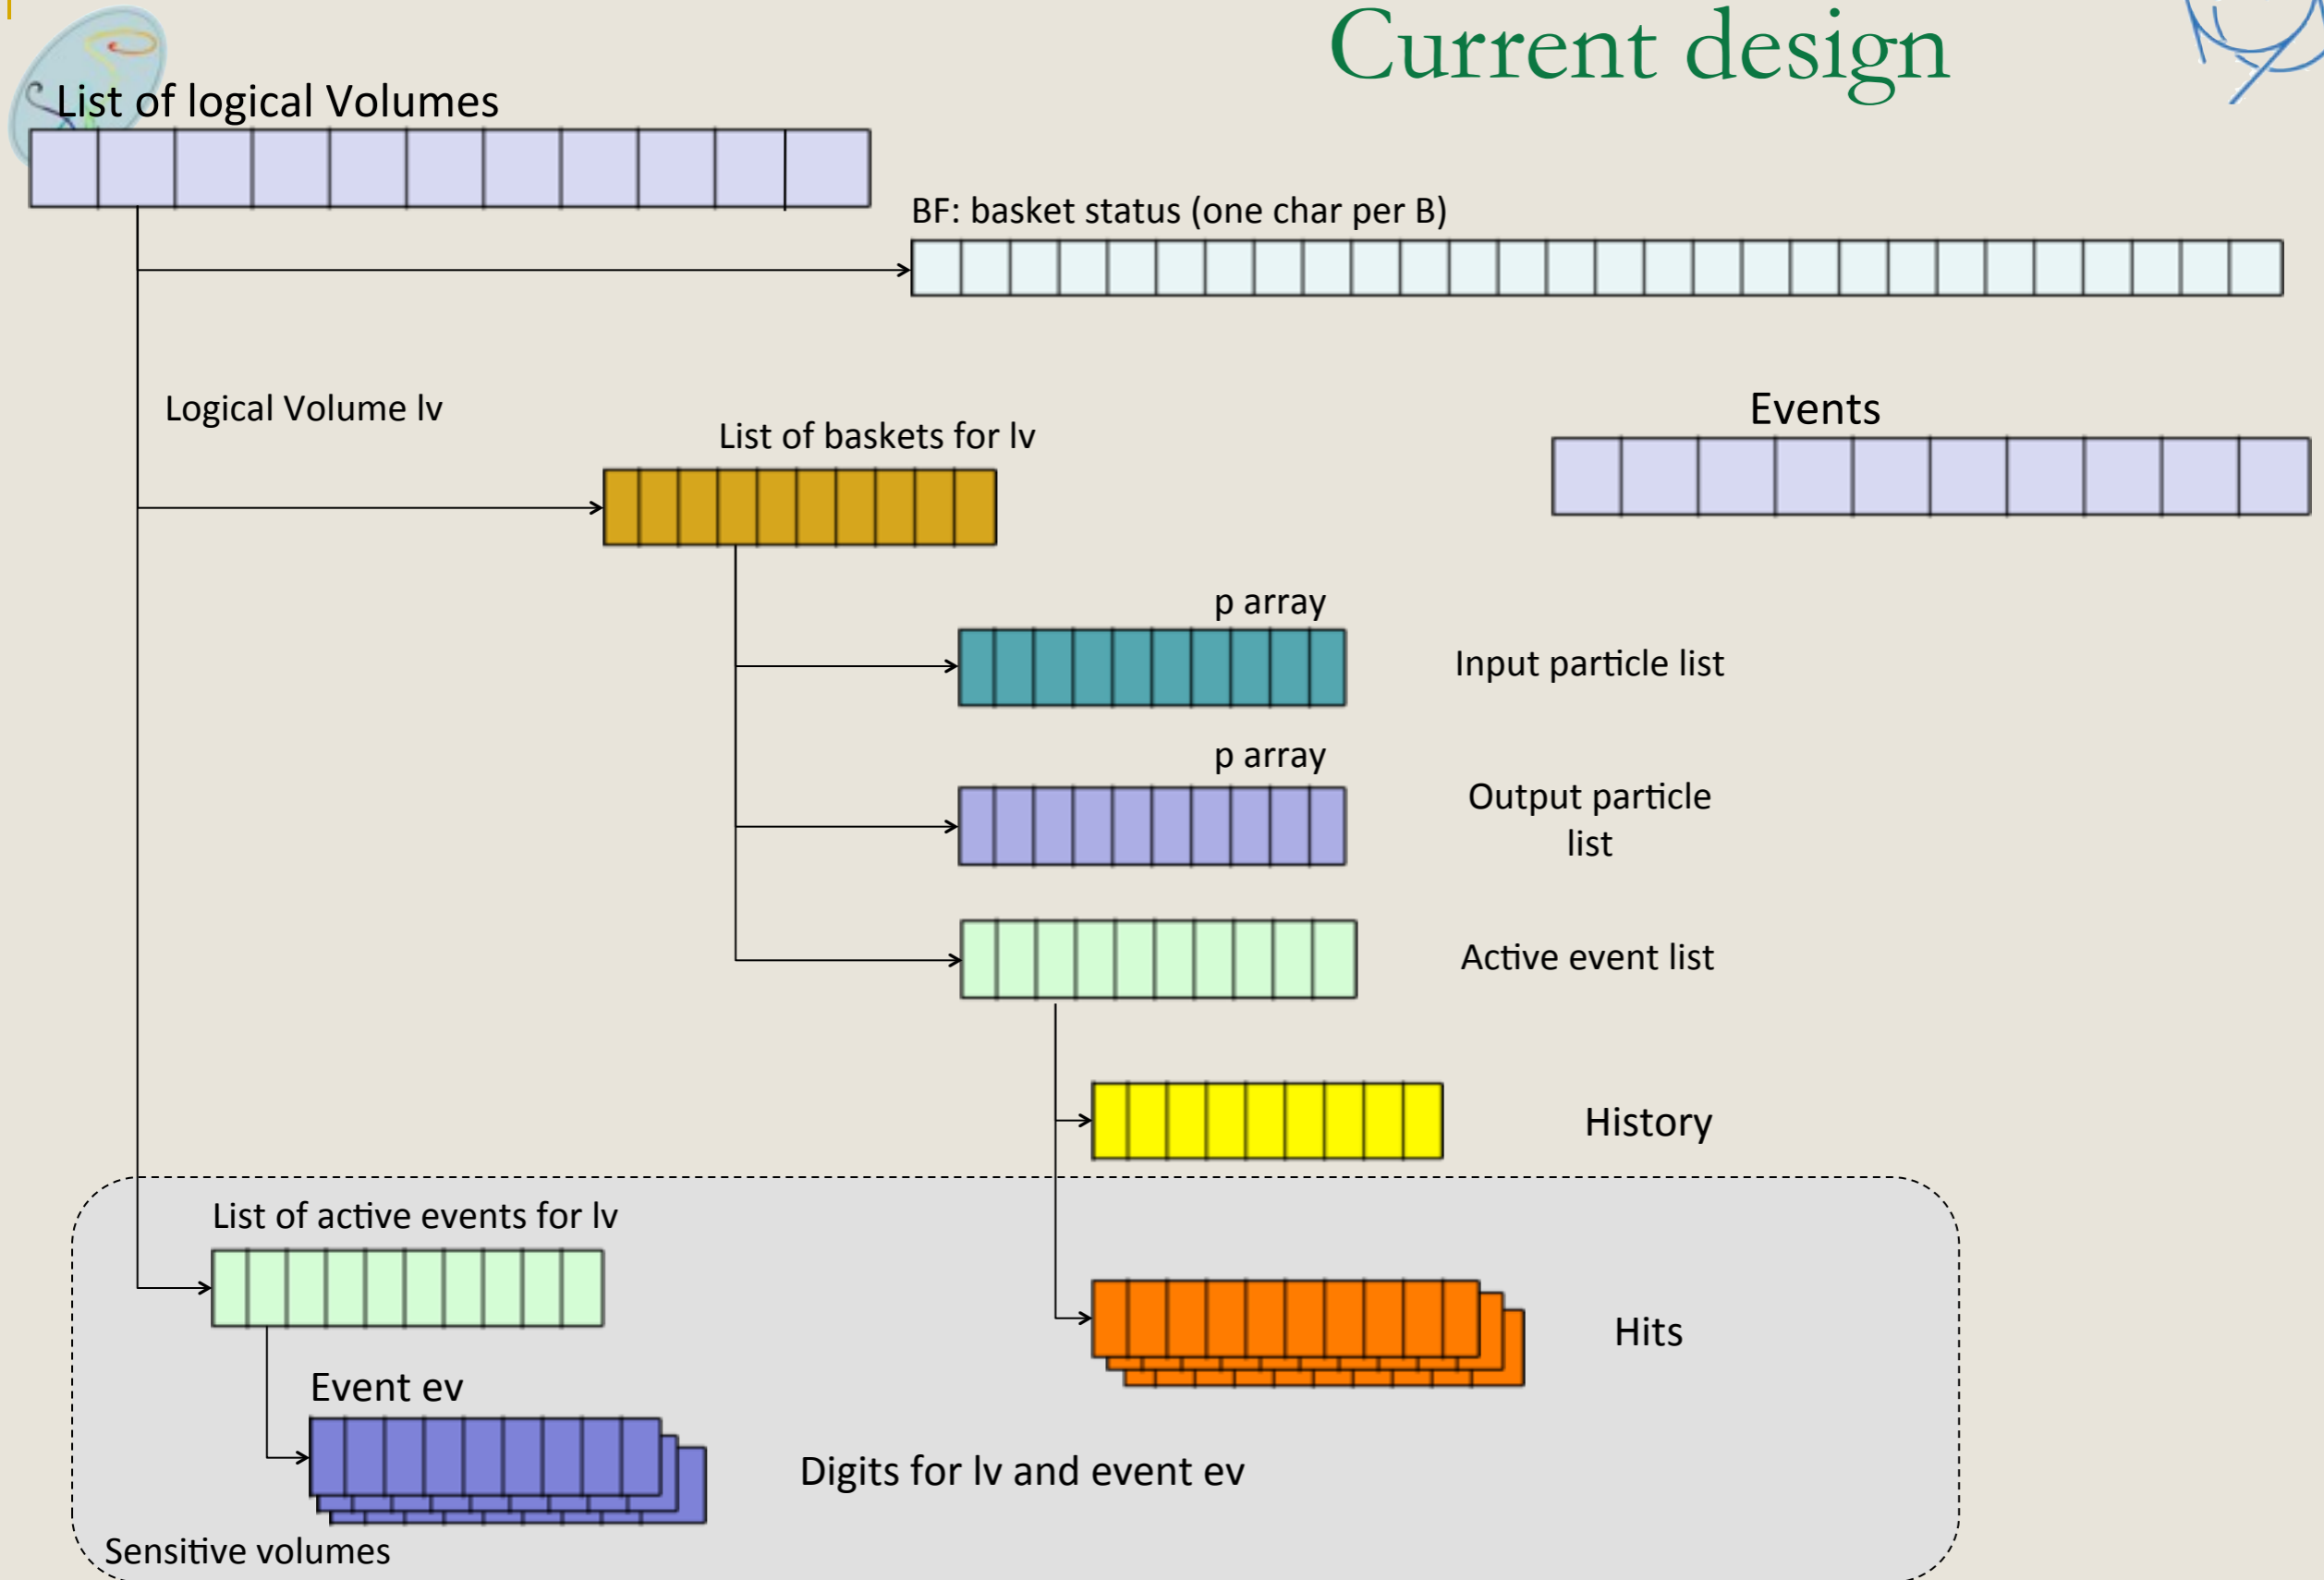 Current design
List of logical Volumes
BF: basket status (one char per B)
Logical Volume lv
List of baskets for lv
Events
p array
Input particle list
p array
Output particle
list
Active event list
History
List of active events for lv
Hits
Event ev
Digits for lv and event ev
Sensitive volumes